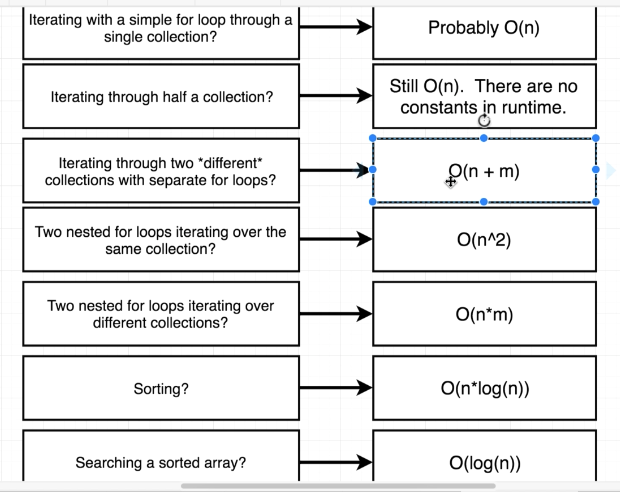 Iterating with a simple for loop through a
single collection?
Probably O(n)
Iterating through half a collection?
Still O(n).  There are no
constants in runtime.
Iterating through two *different*
collections with separate for loops?
O(n + m)
Two nested for loops iterating over the
same collection?
O(n^2)
Two nested for loops iterating over
different collections?
O(n*m)
Sorting?
O(n*log(n))
Searching a sorted array?
O(log(n))